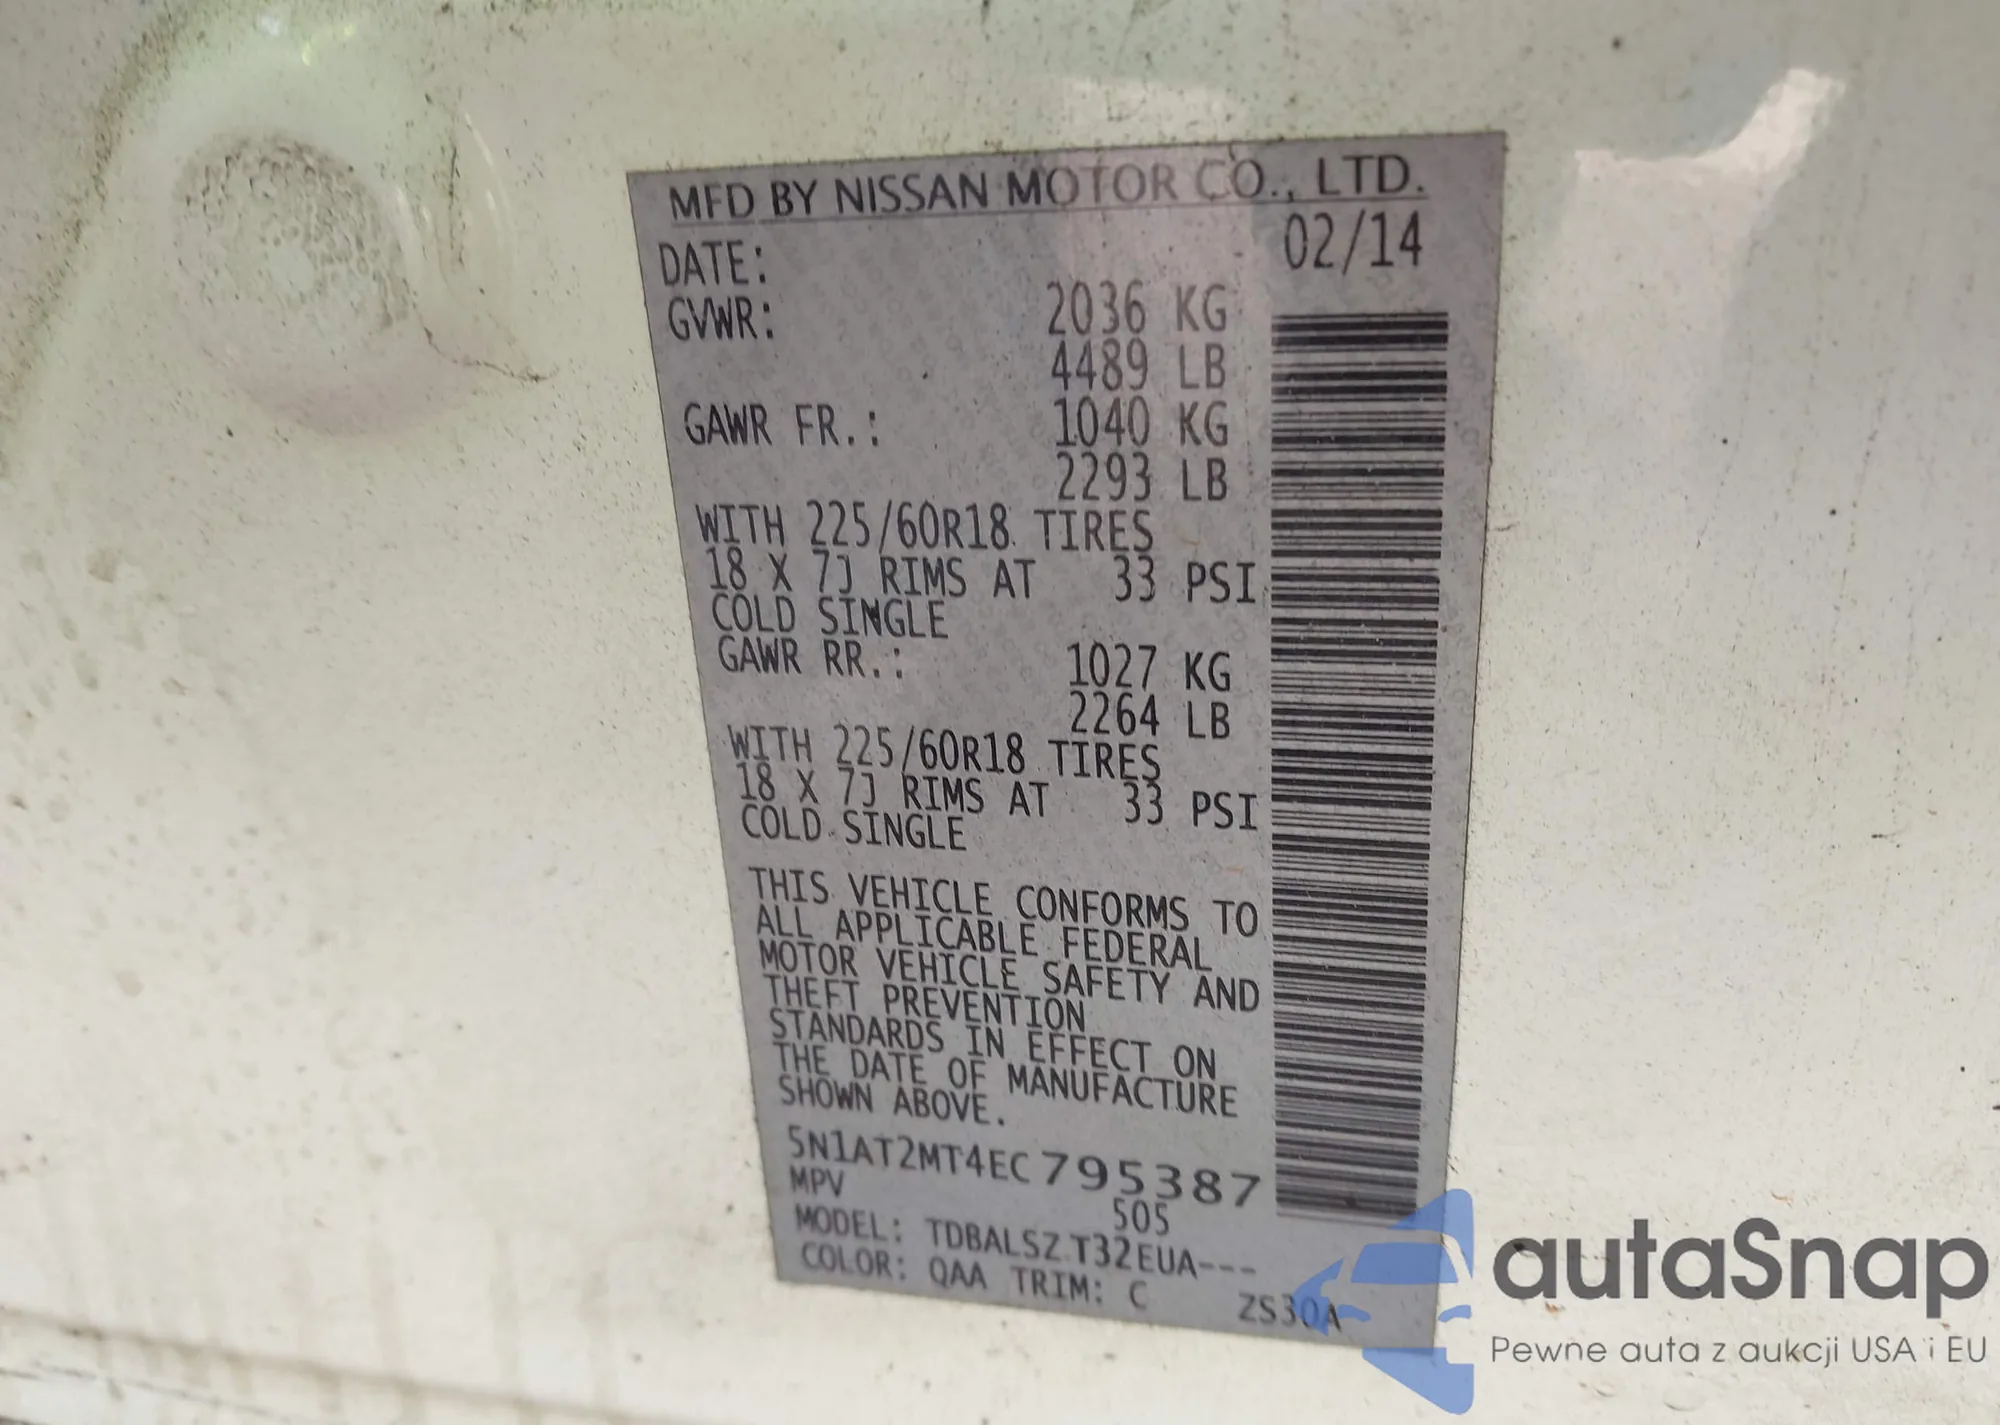 MFD BY NISSAN MOTOR CO., LTD.
DATE: 02/14
GVWR: 2036 KG
4489 LB
GAWR FR.: 1040 KG
2293 LB
WITH 225/60R18 TIRES
18 X 7J RIMS AT 33 PSI
COLD SINGLE
GAWR RR.: 1027 KG
2264 LB
WITH 225/60R18 TIRES
18 X 7J RIMS AT 33 PSI
COLD SINGLE
THIS VEHICLE CONFORMS TO
ALL APPLICABLE FEDERAL
MOTOR VEHICLE SAFETY AND
THEFT PREVENTION
STANDARDS IN EFFECT ON
THE DATE OF MANUFACTURE
SHOWN ABOVE.
5N1AT2MT4EC795387
MPV 505
MODEL: TDBALSZ T32EUA---
COLOR: QAA TRIM: C ZS30A
autaSnap
Pewne auta z aukcji USA i EU